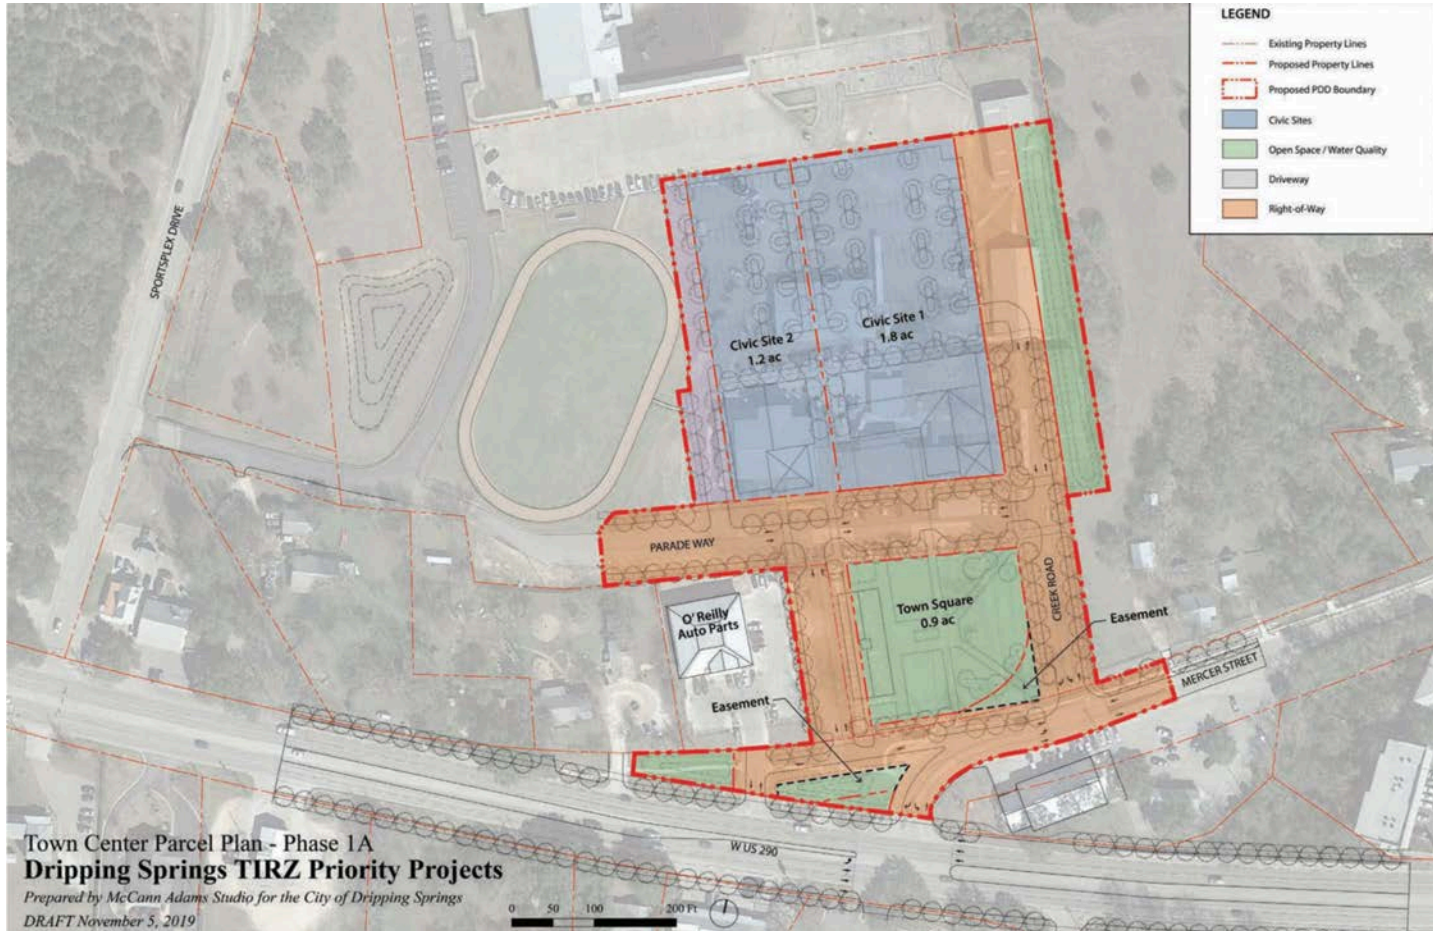 LEGEND
Existing Property Lines
Proposed Property Lines
Proposed PDD Boundary
Civic Sites
Open Space / Water Quality
Driveway
Right-of-Way
SPORTSPLEX DRIVE
Civic Site 2
1.2 ac
Civic Site 1
1.8 ac
PARADE WAY
O' Reilly
Auto Parts
Town Square
0.9 ac
CREEK ROAD
Easement
MERCER STREET
Easement
W US 290
Town Center Parcel Plan - Phase 1A
Dripping Springs TIRZ Priority Projects
Prepared by McCann Adams Studio for the City of Dripping Springs
DRAFT November 5, 2019
0 50 100 200 Ft